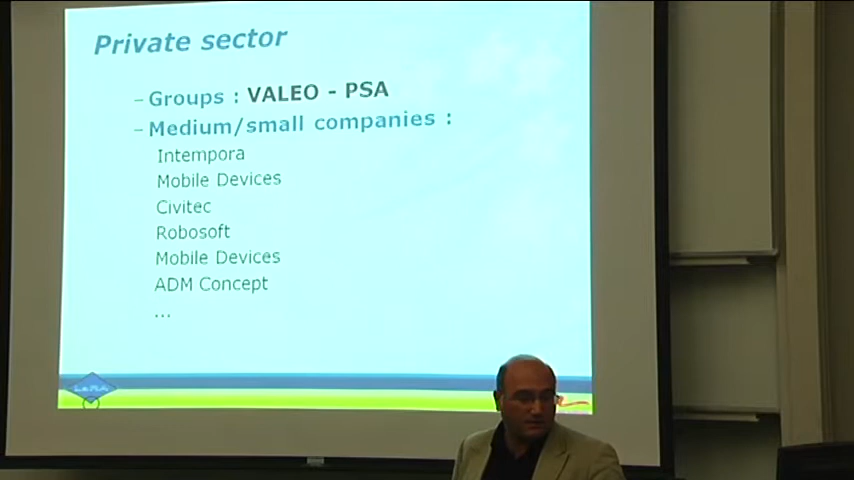 Private sector
– Groups : VALEO - PSA
– Medium/small companies :
Intempora
Mobile Devices
Civitec
Robosoft
Mobile Devices
ADM Concept
...